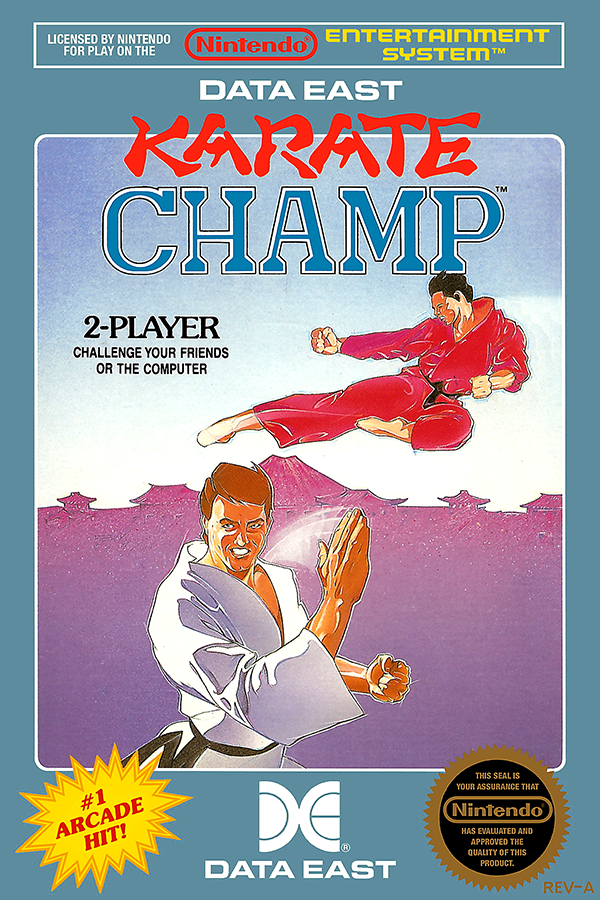 LICENSED BY NINTENDO
FOR PLAY ON THE
Nintendo®
ENTERTAINMENT
SYSTEM™
DATA EAST
KARATE
CHAMP™
2-PLAYER
CHALLENGE YOUR FRIENDS
OR THE COMPUTER
#1
ARCADE
HIT!
DE®
DATA EAST
THIS SEAL IS
YOUR ASSURANCE THAT
Nintendo®
HAS EVALUATED AND
APPROVED THE
QUALITY OF THIS
PRODUCT.
REV-A